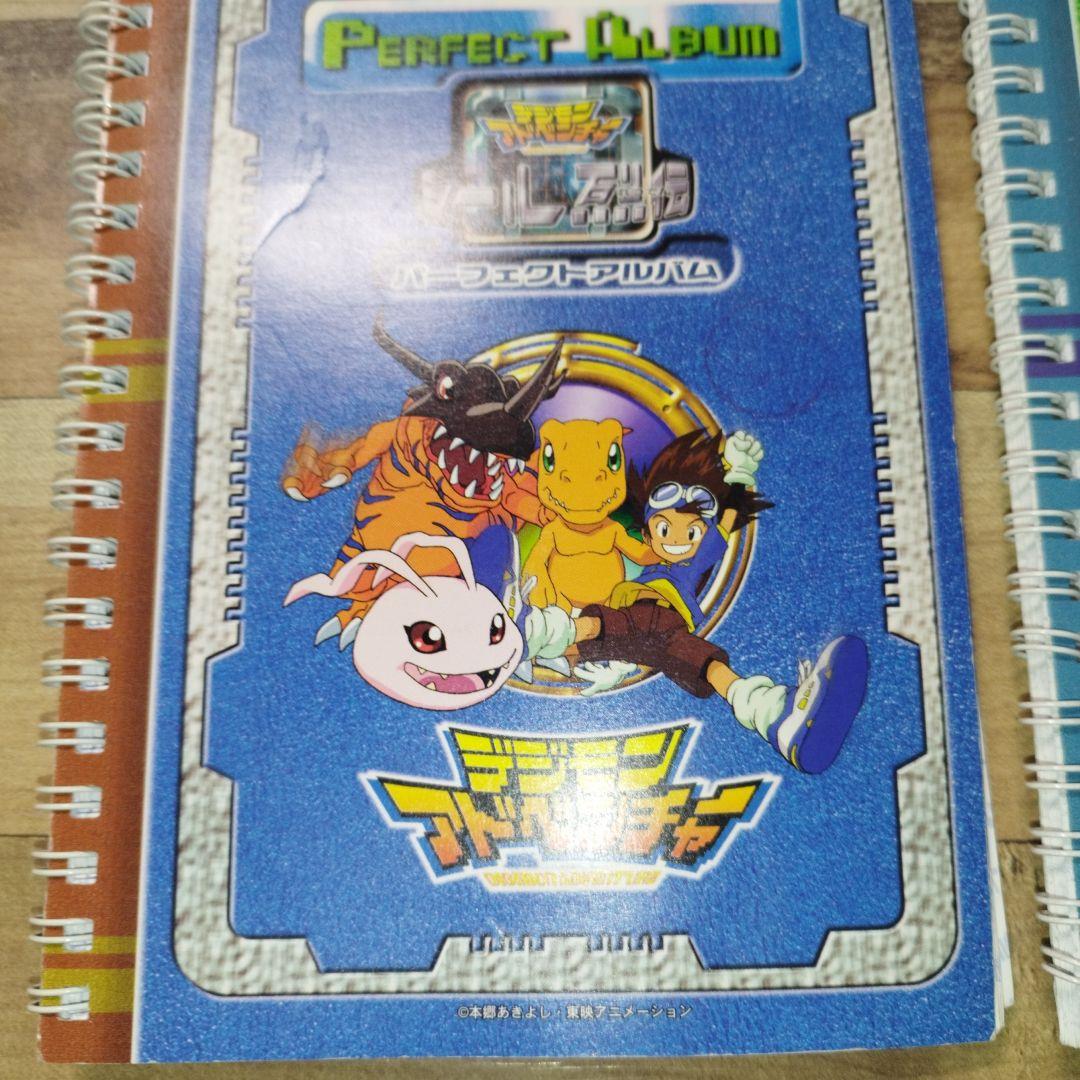 PERFECT ALBUM
デジモン
アドベンチャー
シール烈伝
パーフェクトアルバム
デジモン
アドベンチャー
DIGIMON ADVENTURE
©本郷あきよし・東映アニメーション